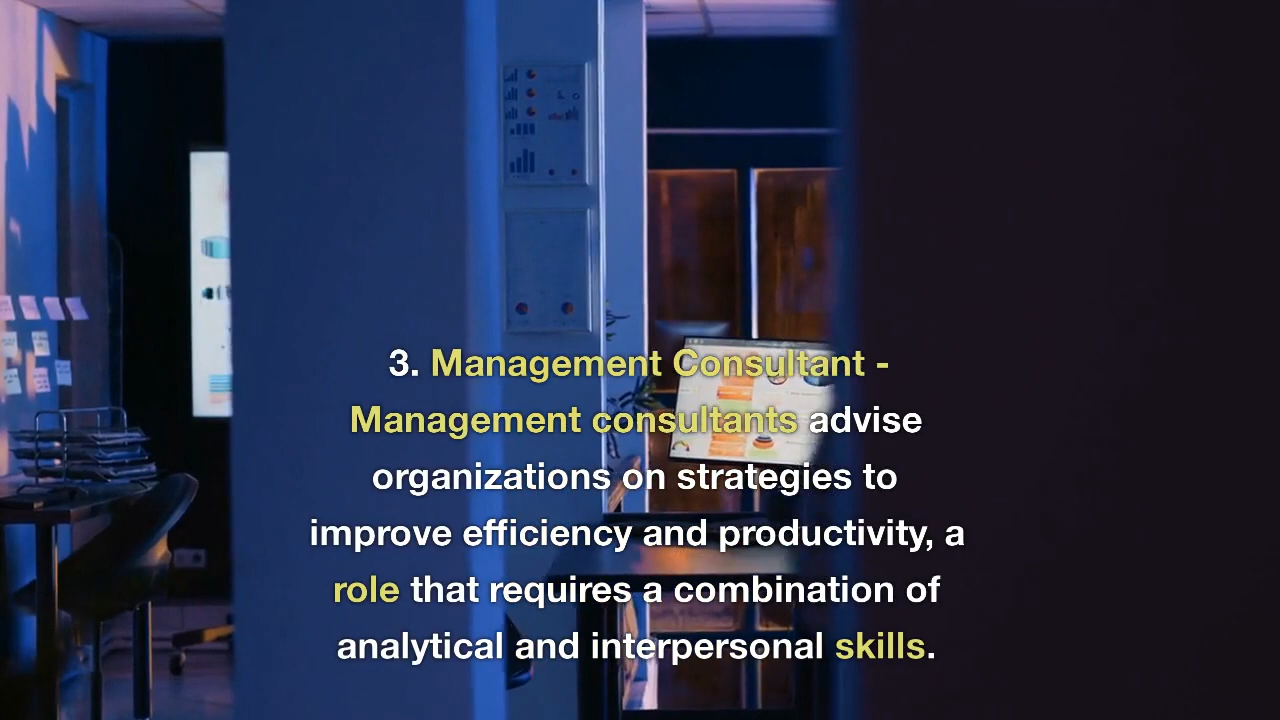 3. Management Consultant -
Management consultants advise
organizations on strategies to
improve efficiency and productivity, a
role that requires a combination of
analytical and interpersonal skills.